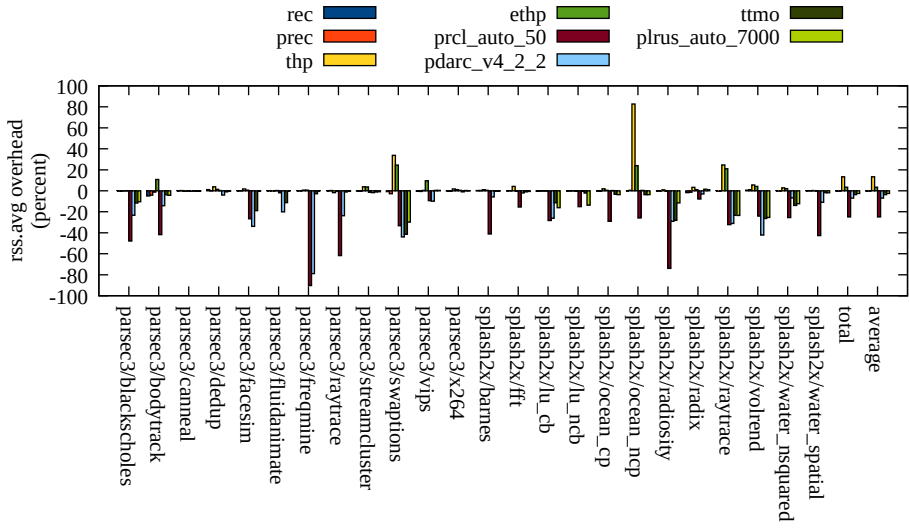 rec
prec
thp
ethp
prcl_auto_50
pdarc_v4_2_2
ttmo
plrus_auto_7000
rss.avg overhead
(percent)
100
80
60
40
20
0
-20
-40
-60
-80
-100
parsec3/blackscholes
parsec3/bodytrack
parsec3/canneal
parsec3/dedup
parsec3/facesim
parsec3/fluidanimate
parsec3/freqmine
parsec3/raytrace
parsec3/streamcluster
parsec3/swaptions
parsec3/vips
parsec3/x264
splash2x/barnes
splash2x/fft
splash2x/lu_cb
splash2x/lu_ncb
splash2x/ocean_cp
splash2x/ocean_ncp
splash2x/radiosity
splash2x/radix
splash2x/raytrace
splash2x/volrend
splash2x/water_nsquared
splash2x/water_spatial
total
average